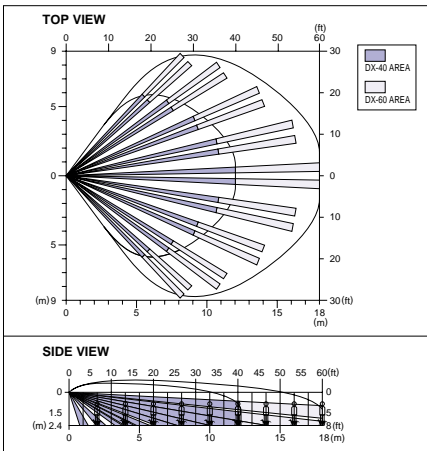 TOP VIEW
(ft)
0 10 20 30 40 50 60
9
5
0
5
(m) 9
30
20
10
0
10
20
30(ft)
0 5 10 15 18
(m)
DX-40 AREA
DX-60 AREA
SIDE VIEW
0 5 10 15 20 25 30 35 40 45 50 55 60(ft)
0
1.5
(m) 2.4
0
5
8(ft)
0 5 10 15 18(m)